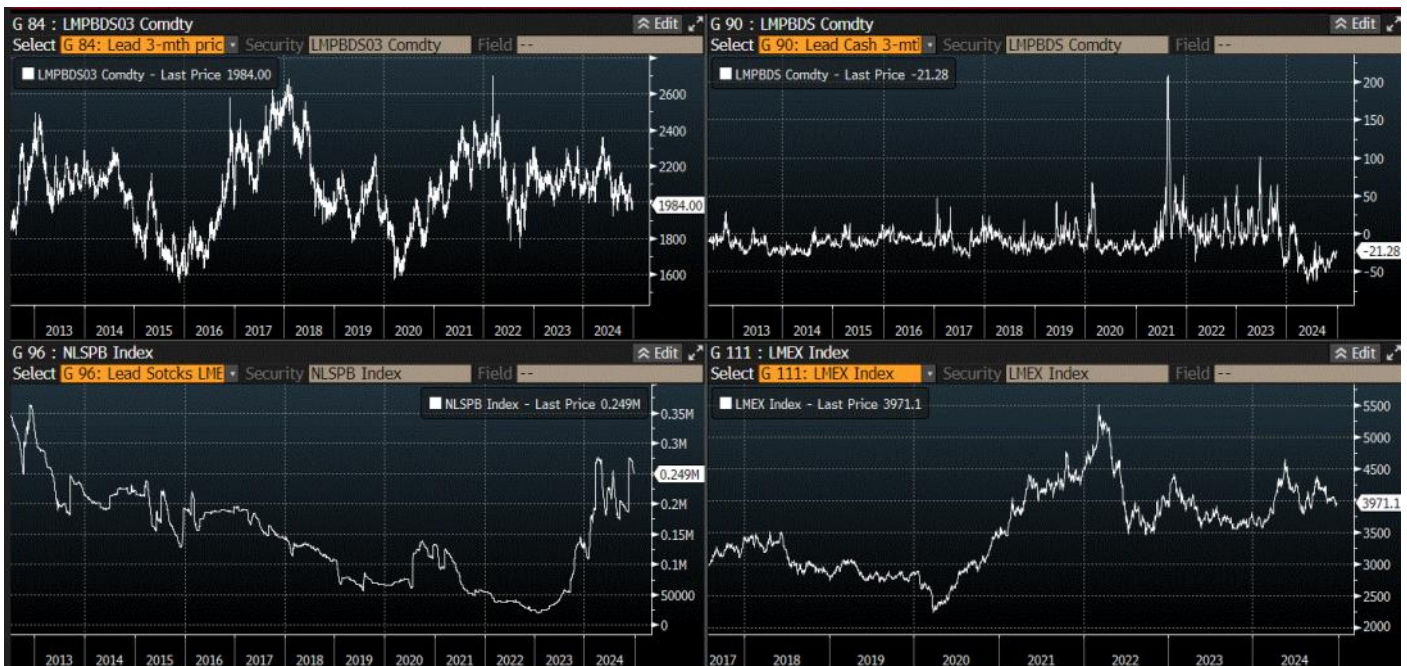 G 84 : LMPBDS03 Comdty
Edit
Select G 84: Lead 3-mth pric Security LMPBDS03 Comdty Field --
LMPBDS03 Comdty - Last Price 1984.00
2600
2400
2200
1984.00
1800
1600
2013 2014 2015 2016 2017 2018 2019 2020 2021 2022 2023 2024
G 90 : LMPBDS Comdty
Edit
Select G 90: Lead Cash 3-mtl Security LMPBDS Comdty Field --
LMPBDS Comdty - Last Price -21.28
200
150
100
50
0
-21.28
-50
2013 2014 2015 2016 2017 2018 2019 2020 2021 2022 2023 2024
G 96 : NLSPB Index
Edit
Select G 96: Lead Sotcks LME Security NLSPB Index Field --
NLSPB Index - Last Price 0.249M
0.35M
0.3M
0.249M
0.2M
0.15M
0.1M
50000
0
2013 2014 2015 2016 2017 2018 2019 2020 2021 2022 2023 2024
G 111 : LMEX Index
Edit
Select G 111: LMEX Index Security LMEX Index Field --
LMEX Index - Last Price 3971.1
5500
5000
4500
3971.1
3500
3000
2500
2000
2017 2018 2019 2020 2021 2022 2023 2024